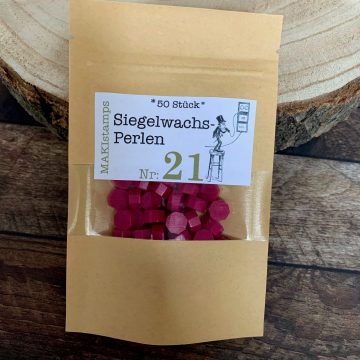 *50 Stück*
MAKIstamps
Siegelwachs-
Perlen
Nr: 21